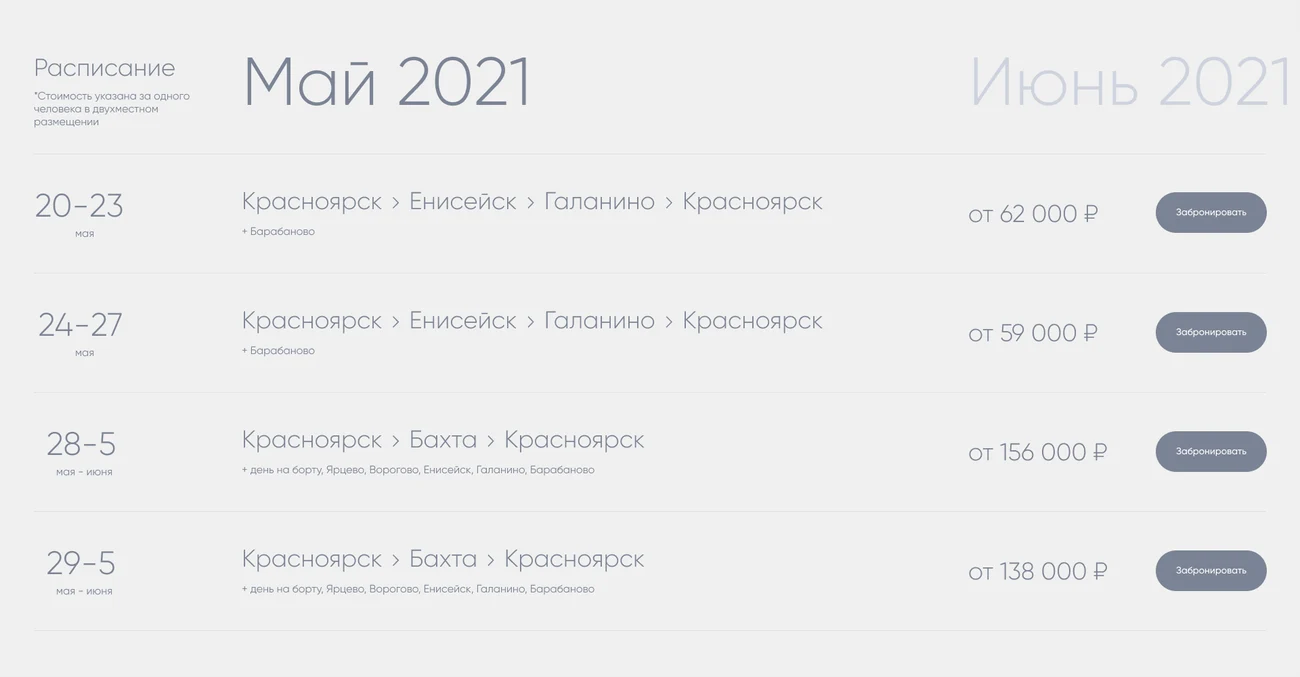 Расписание
*Стоимость указана за одного
человека в двухместном
размещении
Май 2021
Июнь 2021
20-23
мая
Красноярск › Енисейск › Галанино › Красноярск
+ Барабаново
от 62 000 ₽
Забронировать
24-27
мая
Красноярск › Енисейск › Галанино › Красноярск
+ Барабаново
от 59 000 ₽
Забронировать
28-5
мая - июня
Красноярск › Бахта › Красноярск
+ день на борту, Ярцево, Ворогово, Енисейск, Галанино, Барабаново
от 156 000 ₽
Забронировать
29-5
мая - июня
Красноярск › Бахта › Красноярск
+ день на борту, Ярцево, Ворогово, Енисейск, Галанино, Барабаново
от 138 000 ₽
Забронировать